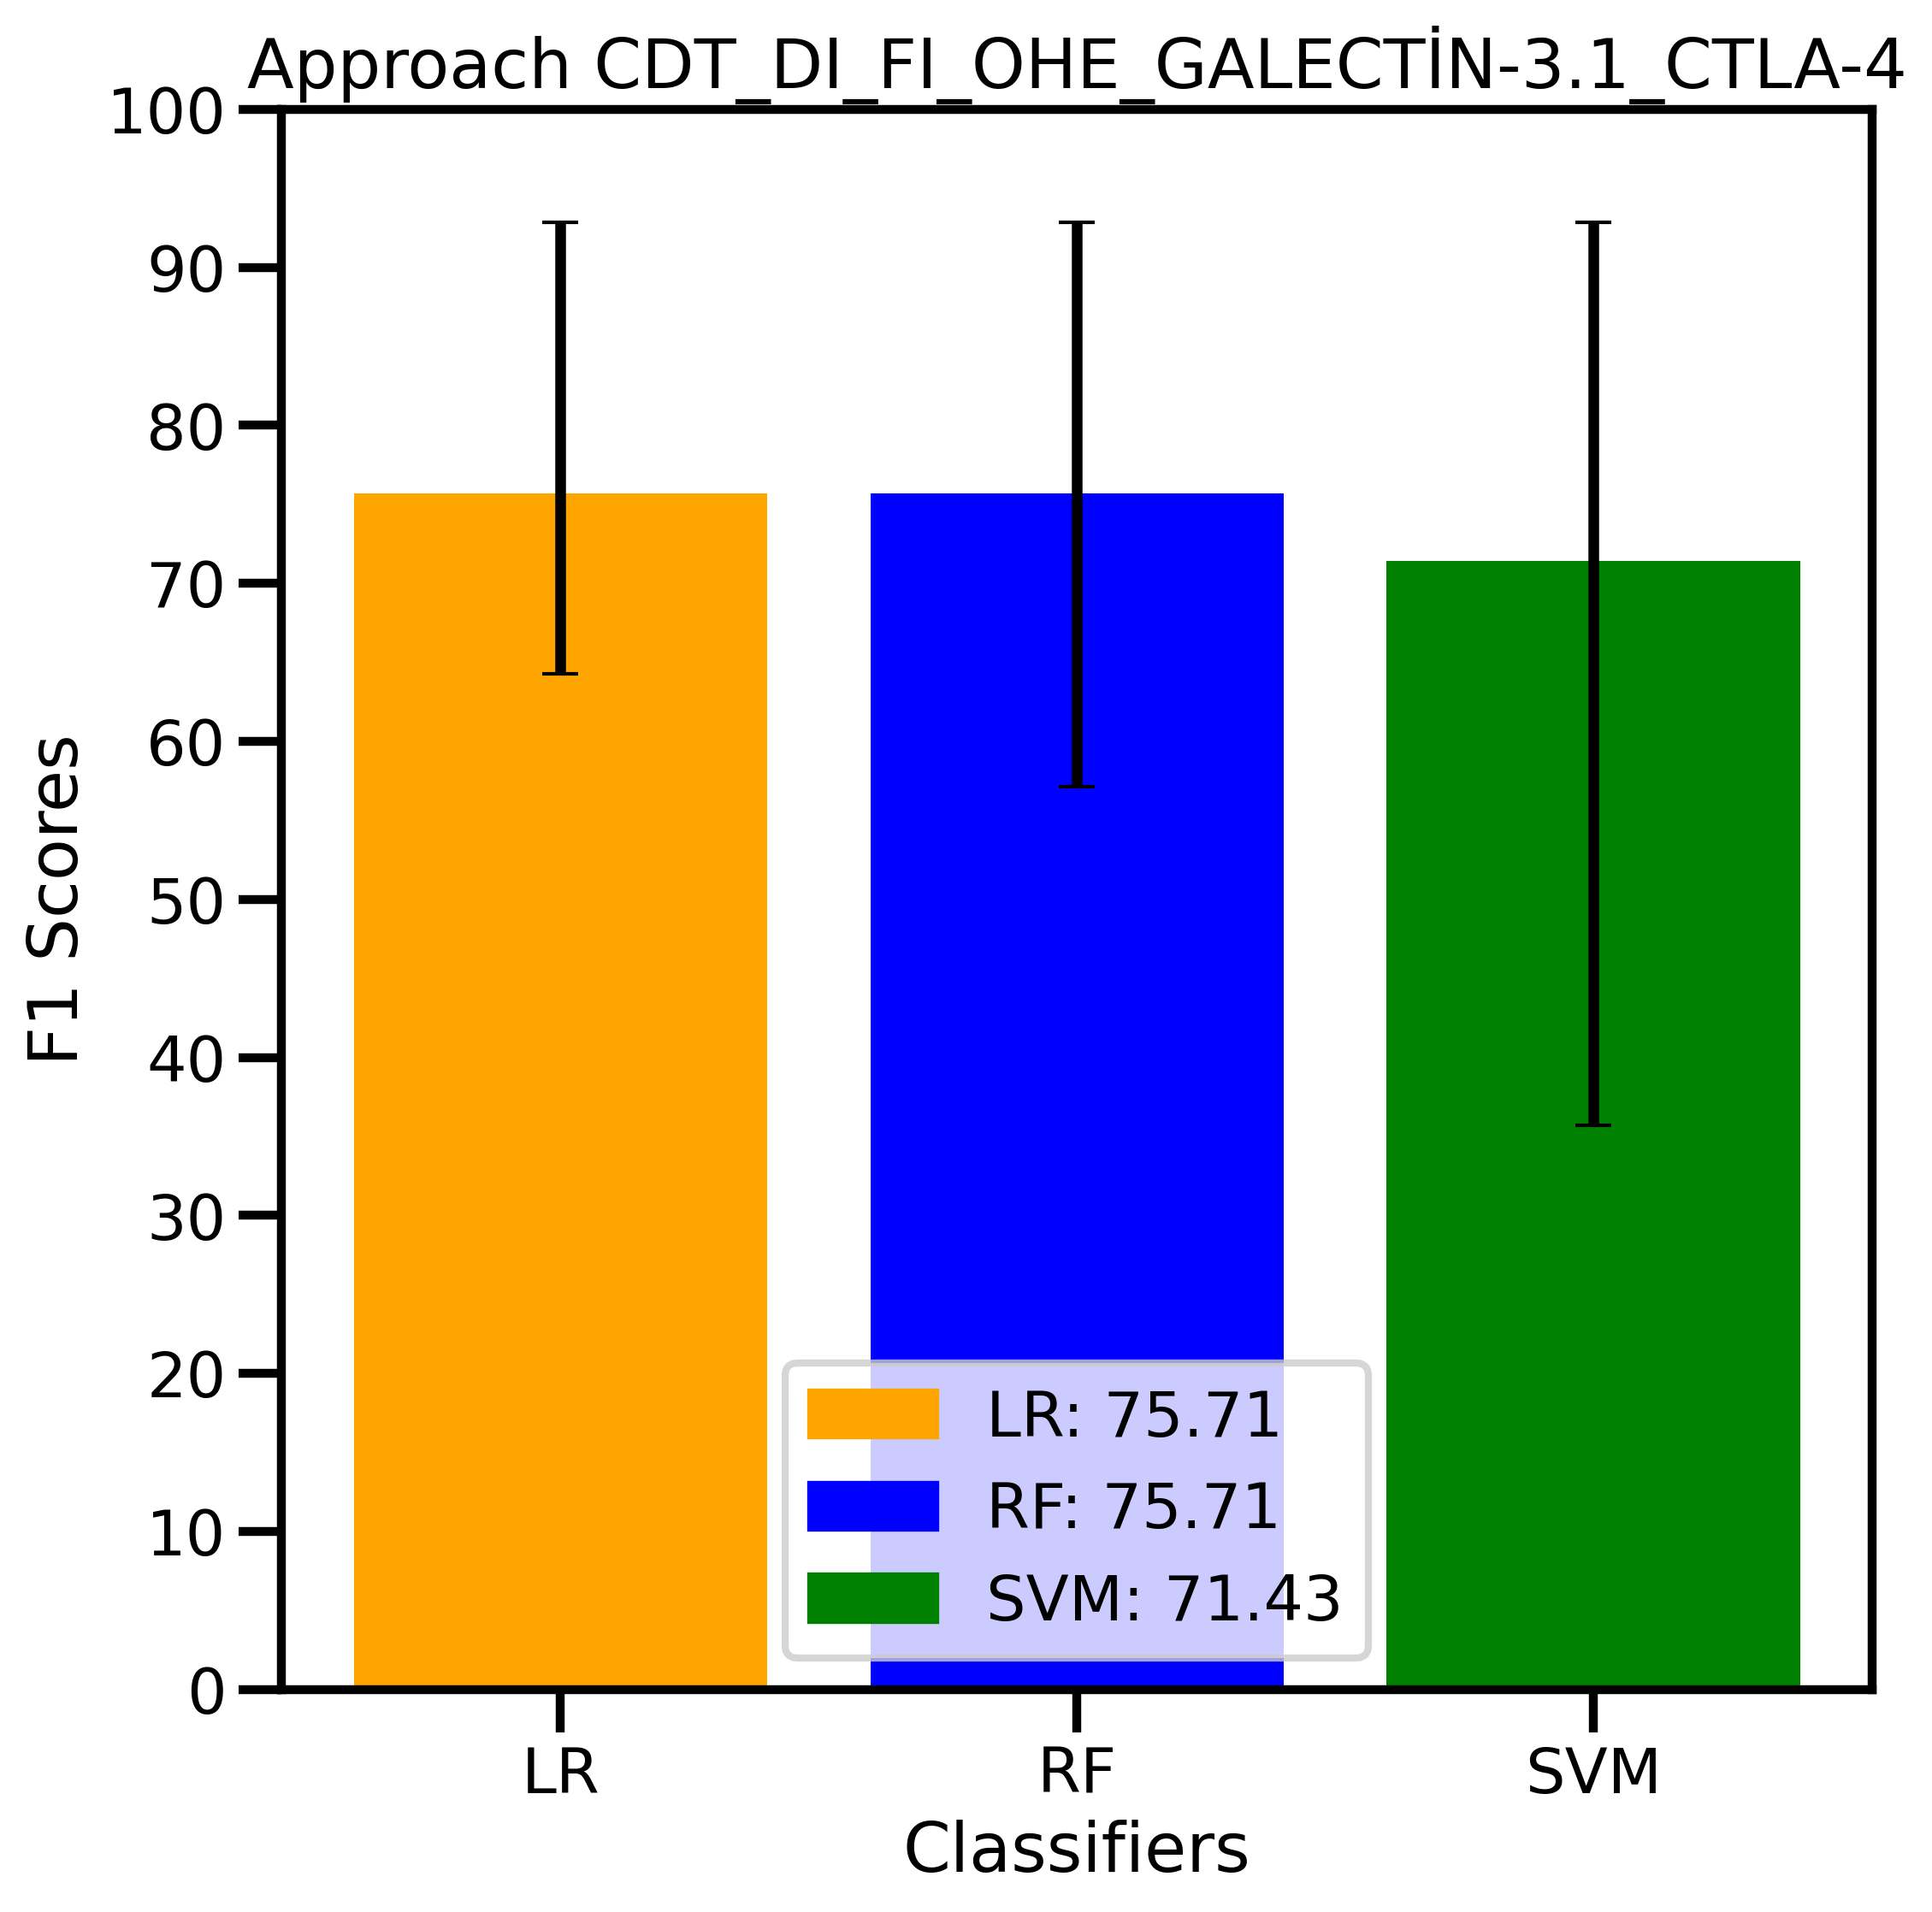 Approach CDT_DI_FI_OHE_GALECTİN-3.1_CTLA-4
100
90
80
70
60
50
40
30
20
10
0
F1 Scores
LR: 75.71
RF: 75.71
SVM: 71.43
LR RF SVM
Classifiers